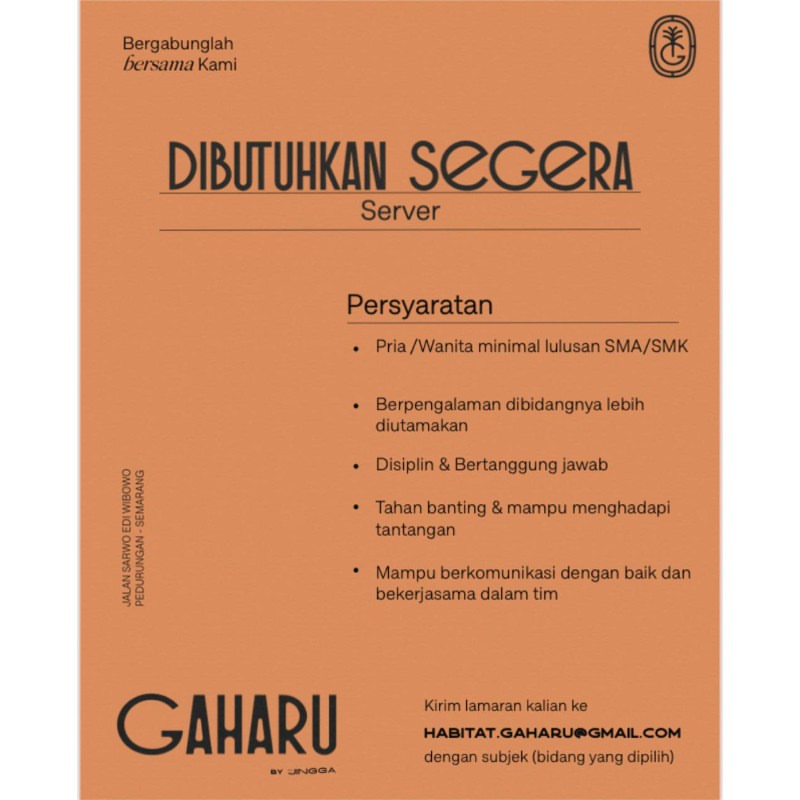 Bergabunglah
bersama Kami
DIBUTUHKAN SEGERA
Server
Persyaratan
• Pria /Wanita minimal lulusan SMA/SMK
• Berpengalaman dibidangnya lebih
diutamakan
• Disiplin & Bertanggung jawab
• Tahan banting & mampu menghadapi
tantangan
• Mampu berkomunikasi dengan baik dan
bekerjasama dalam tim
JALAN SARWO EDI WIBOWO
PEDURUNGAN - SEMARANG
GAHARU
BY JINGGA
Kirim lamaran kalian ke
HABITAT.GAHARU@GMAIL.COM
dengan subjek (bidang yang dipilih)